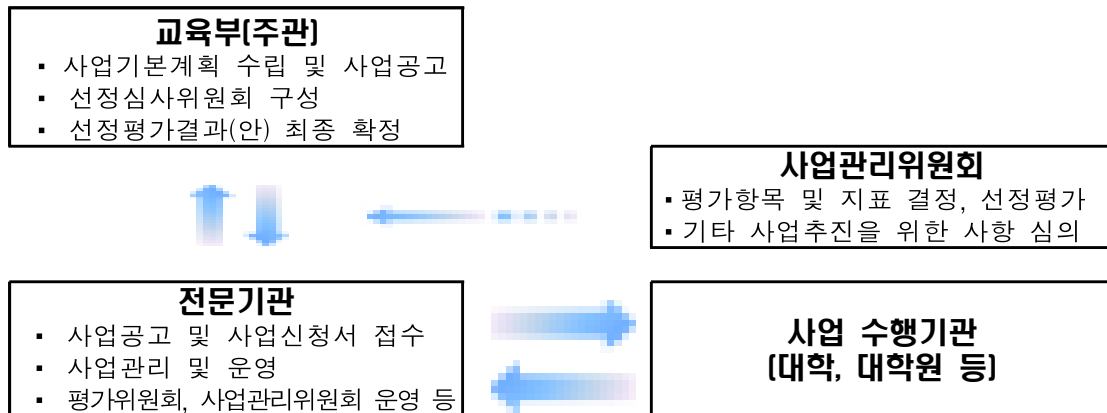 교육부(주관)
▪ 사업기본계획 수립 및 사업공고
▪ 선정심사위원회 구성
▪ 선정평가결과(안) 최종 확정
사업관리위원회
▪ 평가항목 및 지표 결정, 선정평가
▪ 기타 사업추진을 위한 사항 심의
전문기관
▪ 사업공고 및 사업신청서 접수
▪ 사업관리 및 운영
▪ 평가위원회, 사업관리위원회 운영 등
사업 수행기관
(대학, 대학원 등)